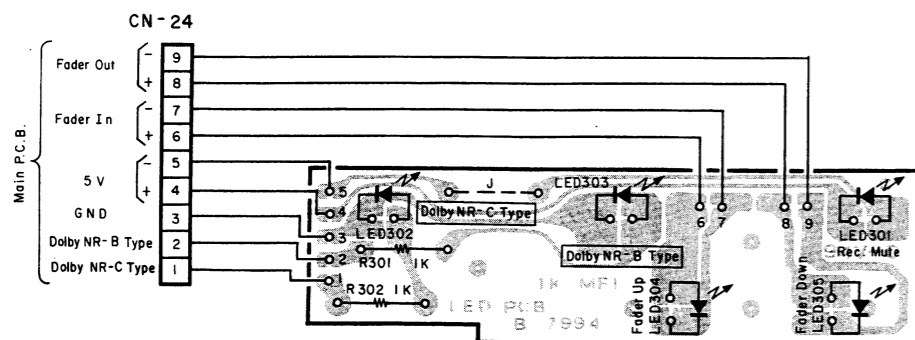 CN-24
Main P.C.B.
Fader Out
-
+
9
8
Fader In
-
+
7
6
5 V
-
+
5
4
GND
3
Dolby NR-B Type
2
Dolby NR-C Type
1
5
4
3
2
1
J
LED303
Dolby NR-C Type
LED302
R301
1K
R302 1K
Dolby NR-B Type
6
7
8
9
LED301
Rec/Mute
1K MFI
LED PCB
B 7994
Fader Up
LED304
Fader Down
LED305